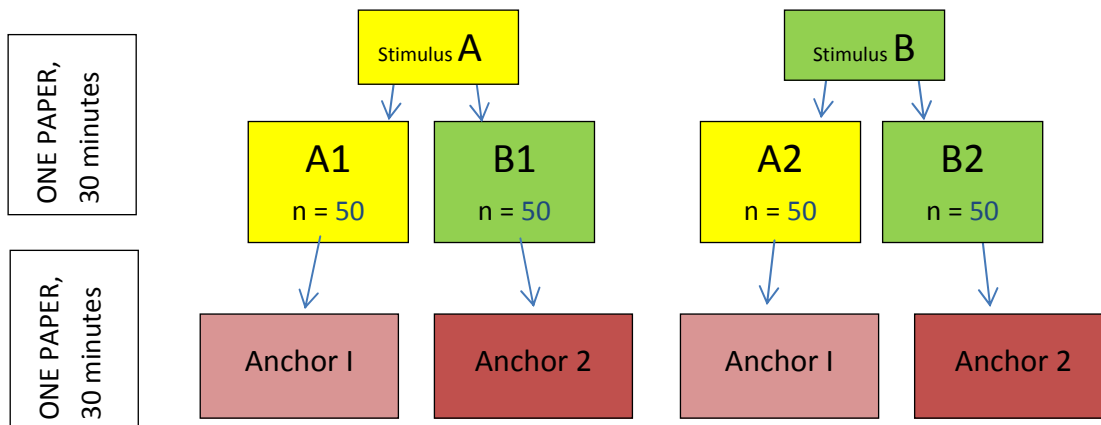 ONE PAPER,
30 minutes
Stimulus A
Stimulus B
A1
n = 50
B1
n = 50
A2
n = 50
B2
n = 50
ONE PAPER,
30 minutes
Anchor I
Anchor 2
Anchor I
Anchor 2